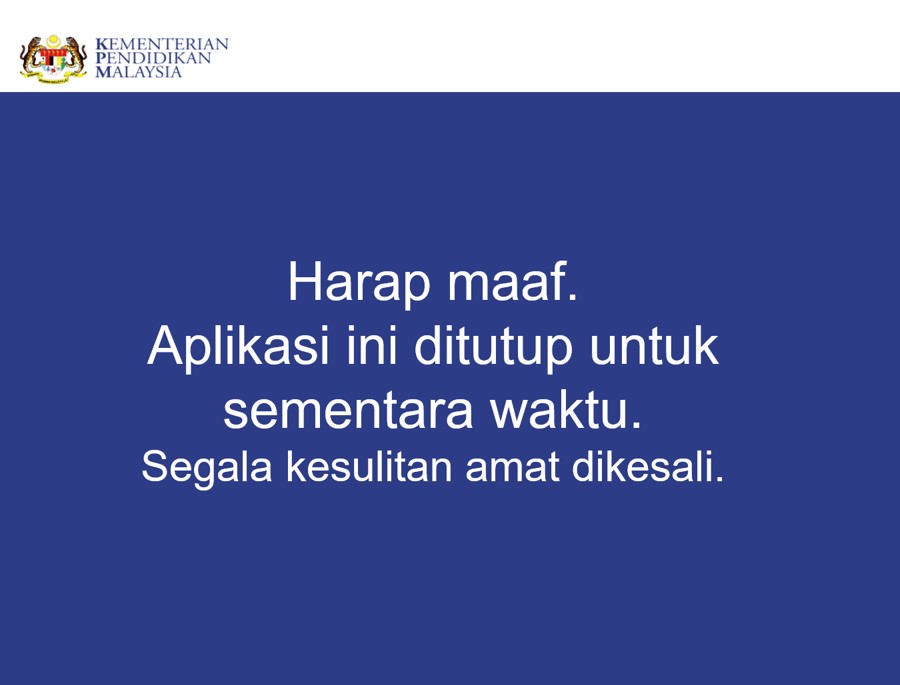 KEMENTERIAN
PENDIDIKAN
MALAYSIA
Harap maaf.
Aplikasi ini ditutup untuk
sementara waktu.
Segala kesulitan amat dikesali.